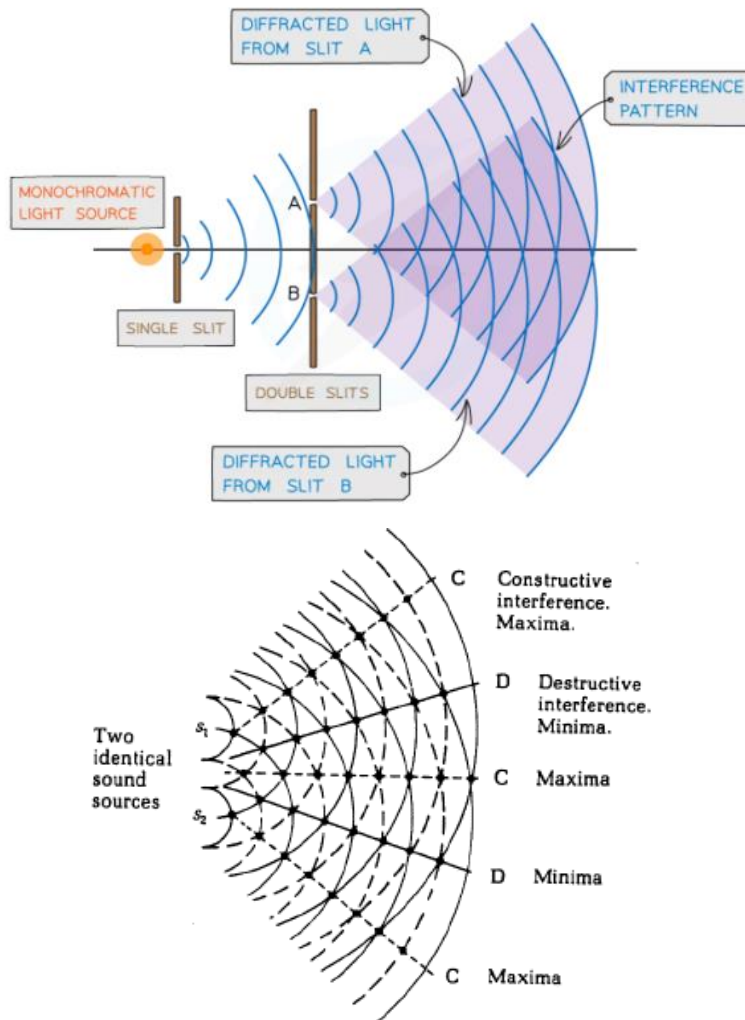 DIFFRACTED LIGHT
FROM SLIT A
INTERFERENCE
PATTERN
MONOCHROMATIC
LIGHT SOURCE
A
B
SINGLE SLIT
DOUBLE SLITS
DIFFRACTED LIGHT
FROM SLIT B
C Constructive
interference.
Maxima.
D Destructive
interference.
Minima.
Two
identical
sound
sources
s₁
s₂
C Maxima
D Minima
C Maxima